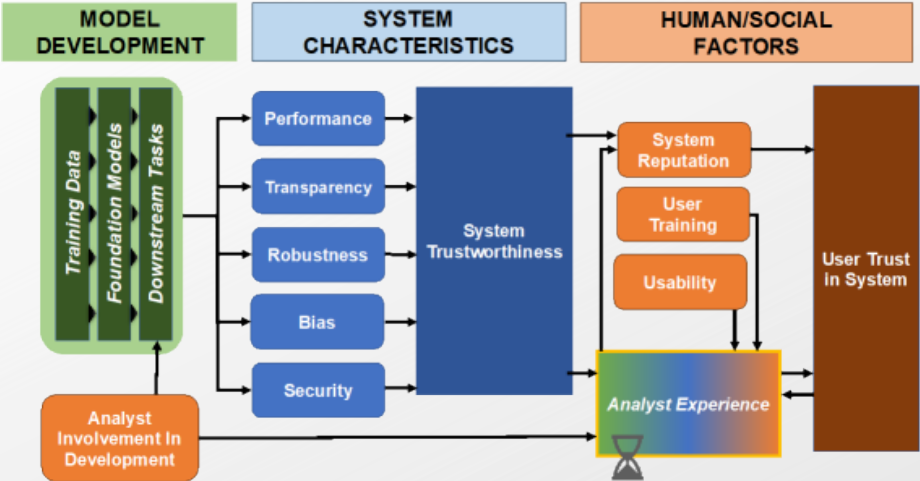 MODEL
DEVELOPMENT
SYSTEM
CHARACTERISTICS
HUMAN/SOCIAL
FACTORS
Training Data
Foundation Models
Downstream Tasks
Performance
Transparency
Robustness
Bias
Security
System
Trustworthiness
System
Reputation
User
Training
Usability
Analyst Experience
User Trust
in System
Analyst
Involvement In
Development